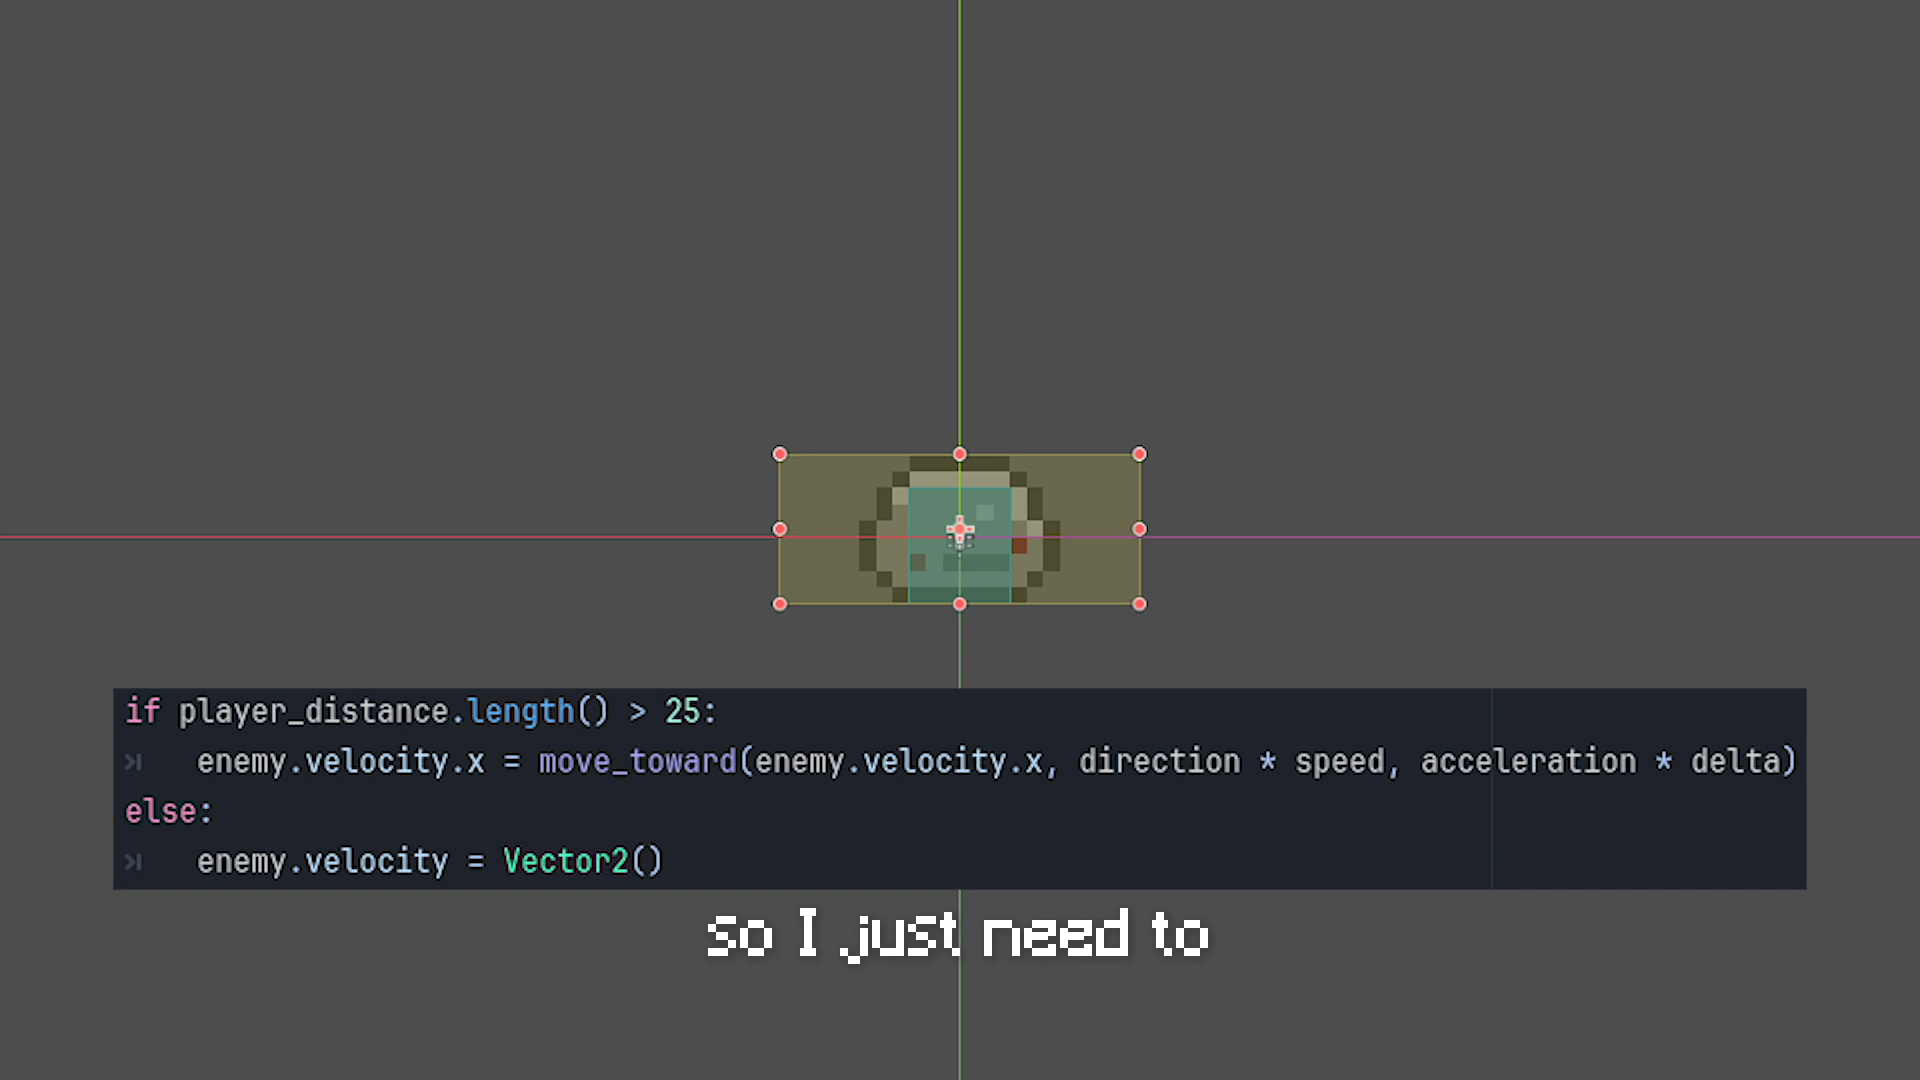 if player_distance.length() > 25:
enemy.velocity.x = move_toward(enemy.velocity.x, direction * speed, acceleration * delta)
else:
enemy.velocity = Vector2()
so I just need to